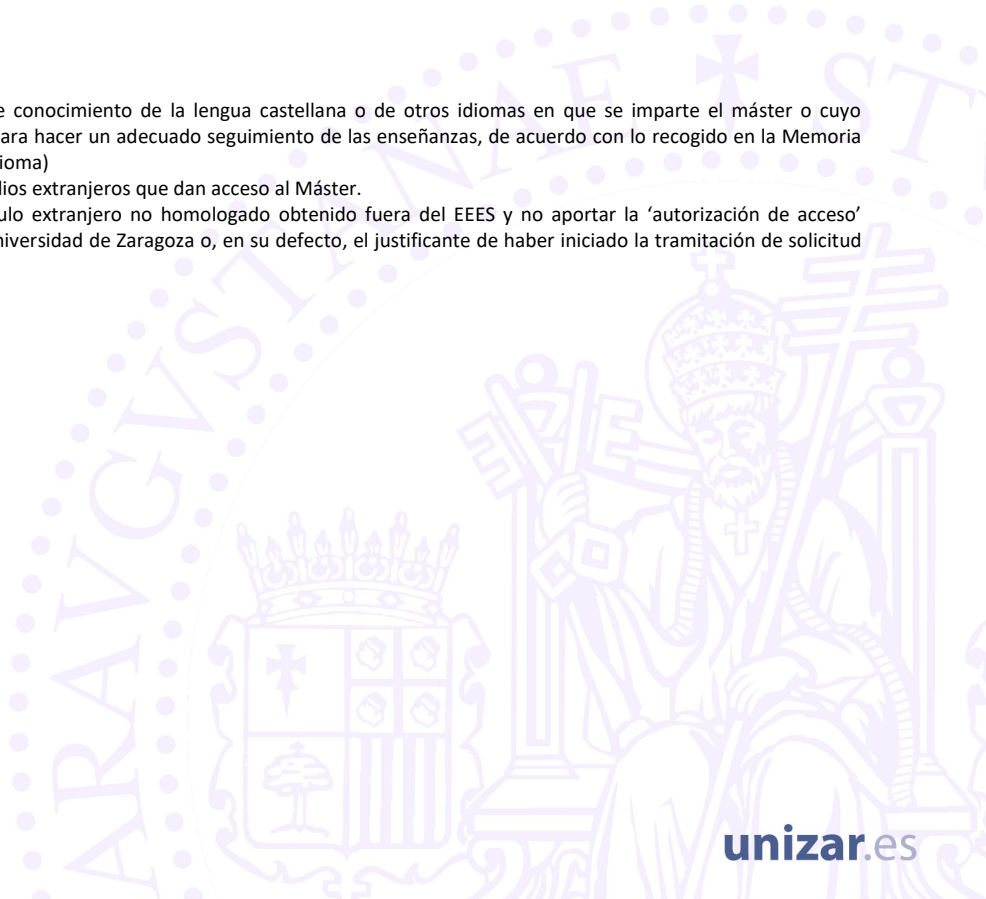 e conocimiento de la lengua castellana o de otros idiomas en que se imparte el máster o cuyo
ara hacer un adecuado seguimiento de las enseñanzas, de acuerdo con lo recogido en la Memoria
ioma)
lios extranjeros que dan acceso al Máster.
ulo extranjero no homologado obtenido fuera del EEES y no aportar la ‘autorización de acceso’
niversidad de Zaragoza o, en su defecto, el justificante de haber iniciado la tramitación de solicitud
ARAVGVSTANAE ✝ ST
unizar.es